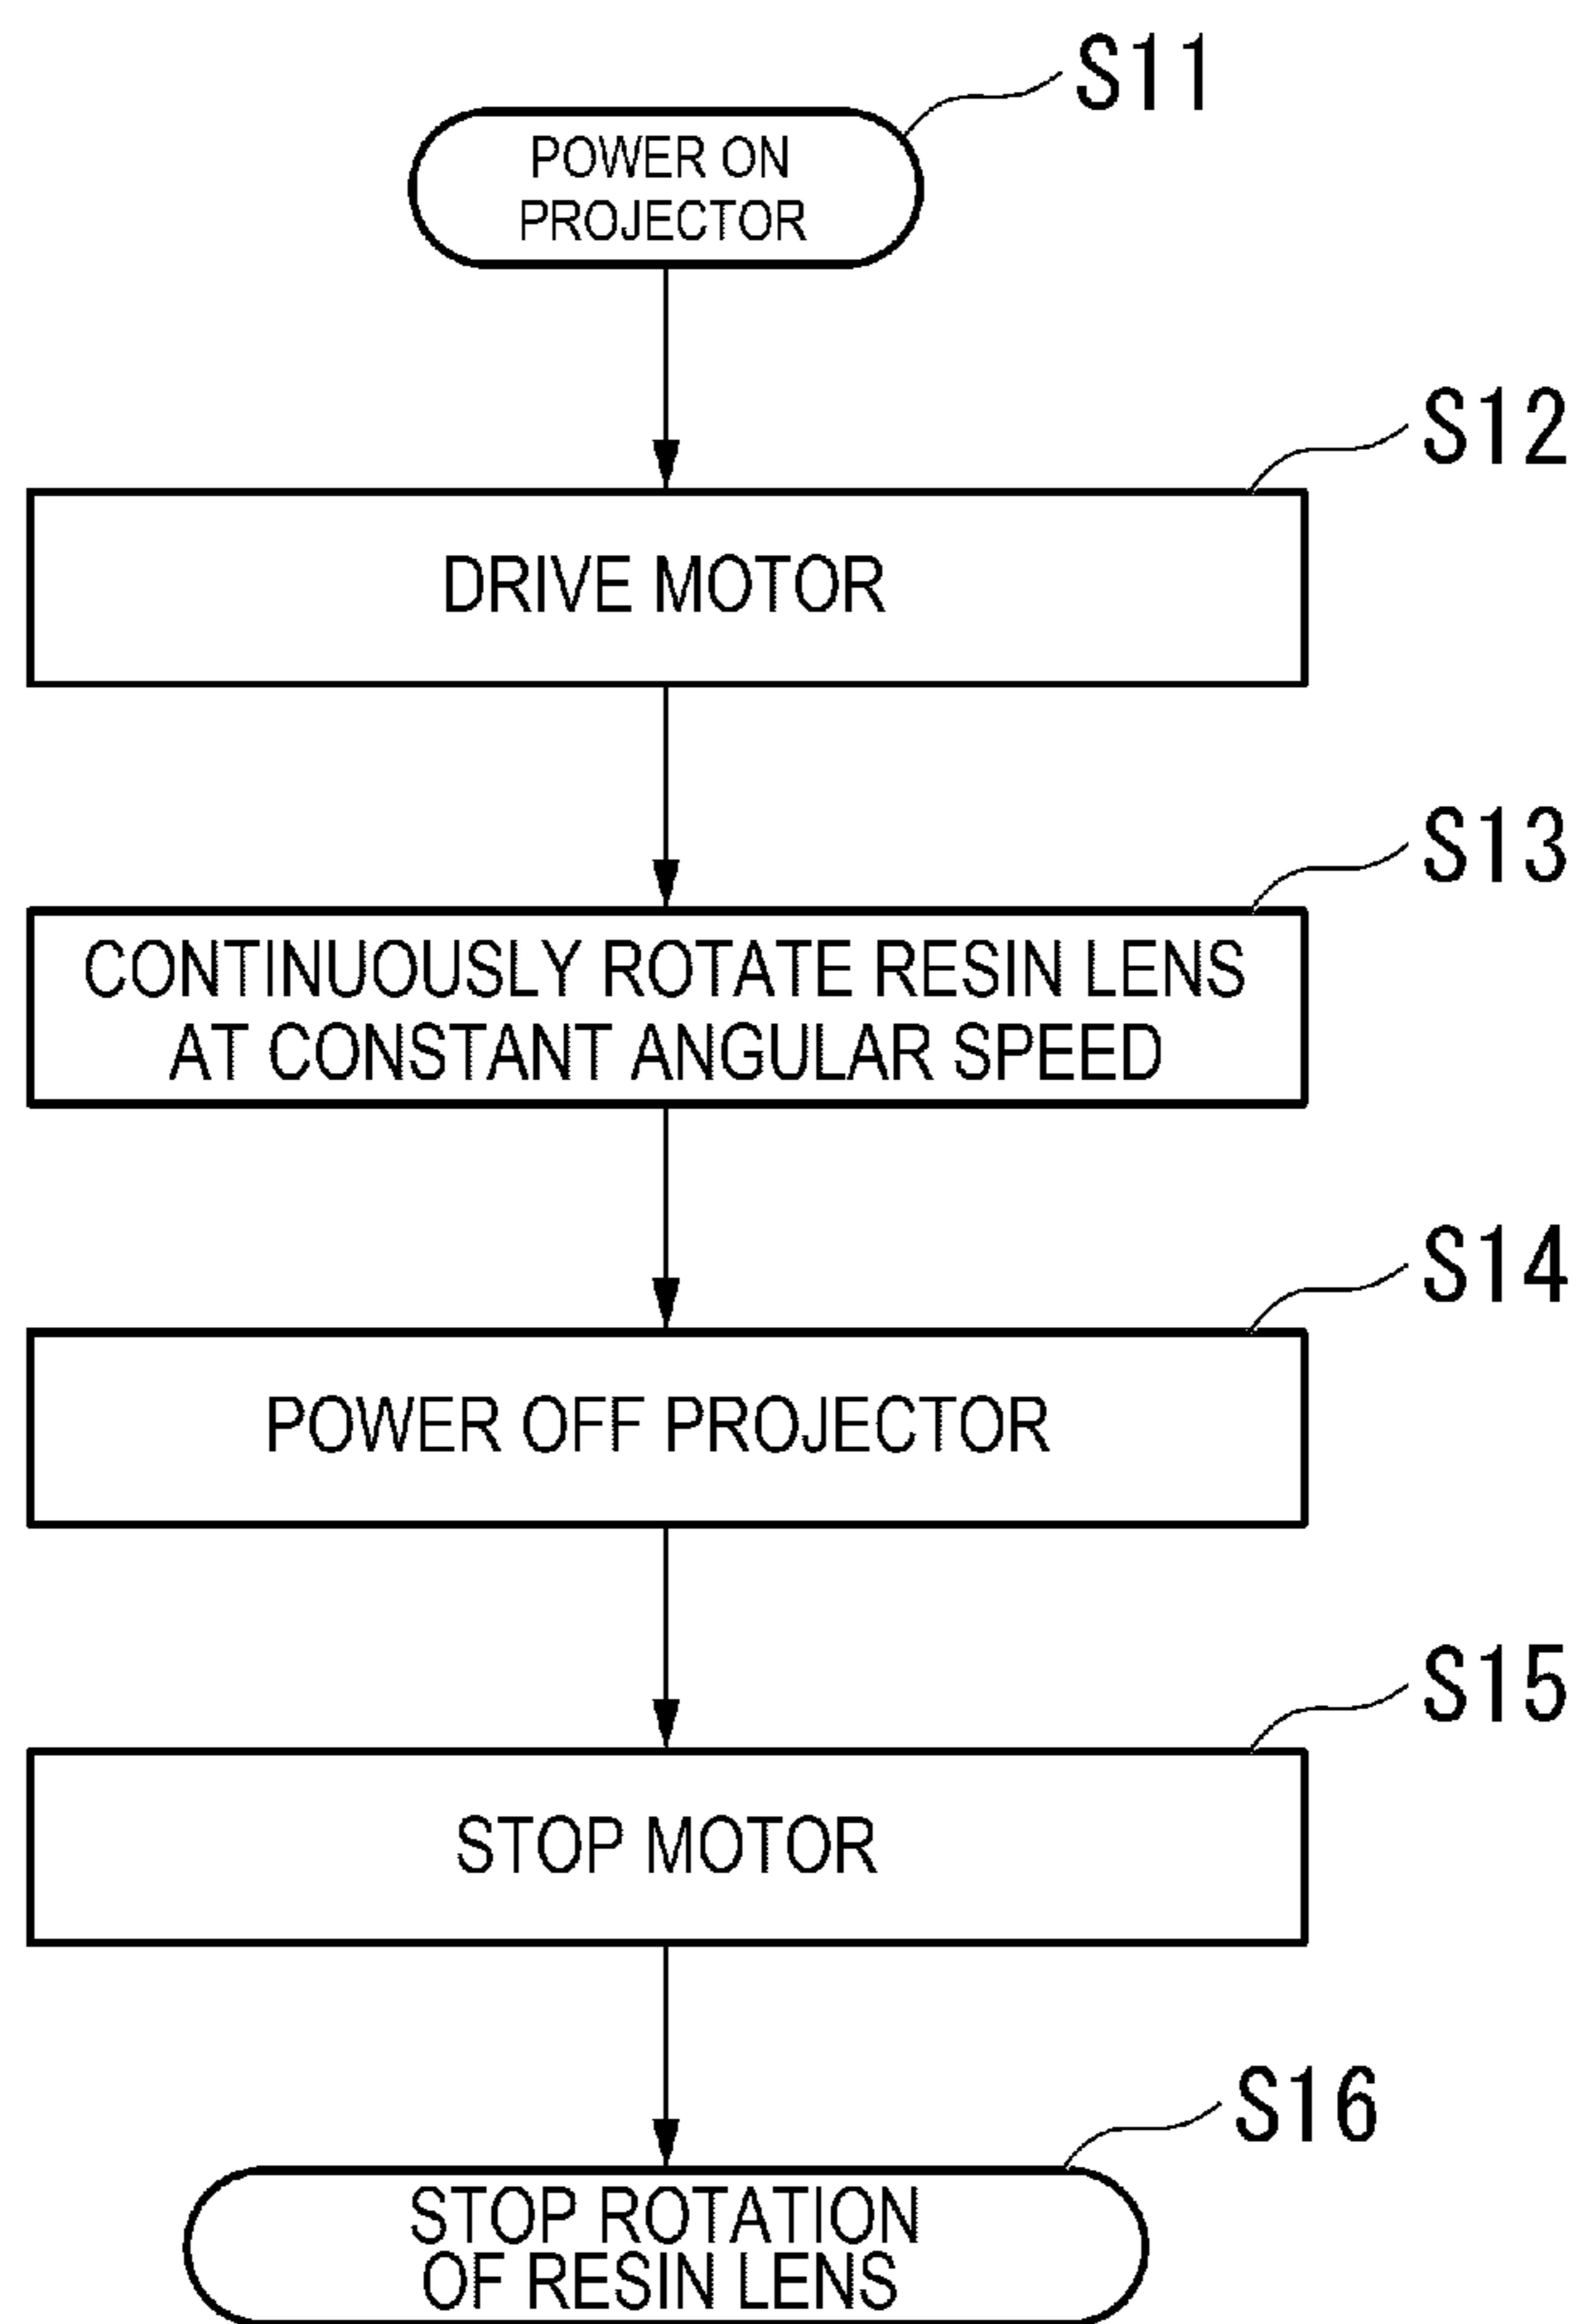 S11
POWER ON
PROJECTOR
S12
DRIVE MOTOR
S13
CONTINUOUSLY ROTATE RESIN LENS
AT CONSTANT ANGULAR SPEED
S14
POWER OFF PROJECTOR
S15
STOP MOTOR
S16
STOP ROTATION
OF RESIN LENS